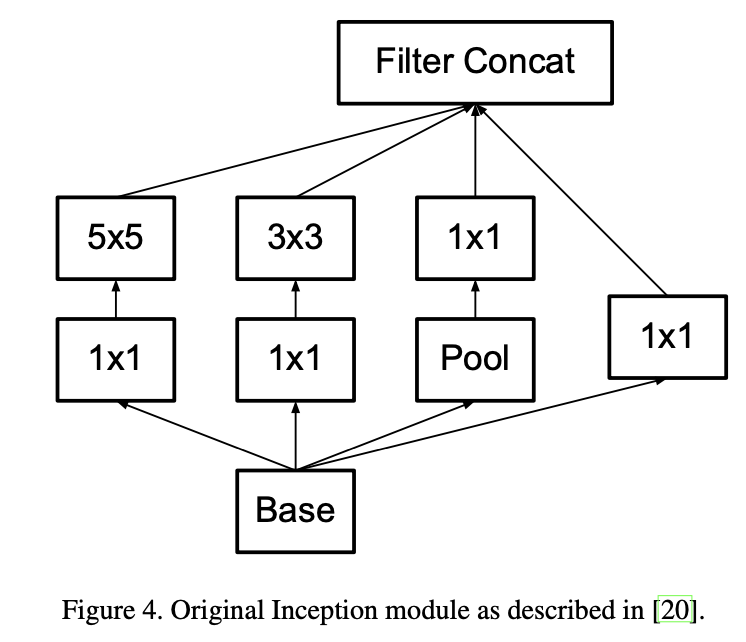 Filter Concat
5x5
3x3
1x1
1x1
1x1
1x1
Pool
Base
Figure 4. Original Inception module as described in [20].